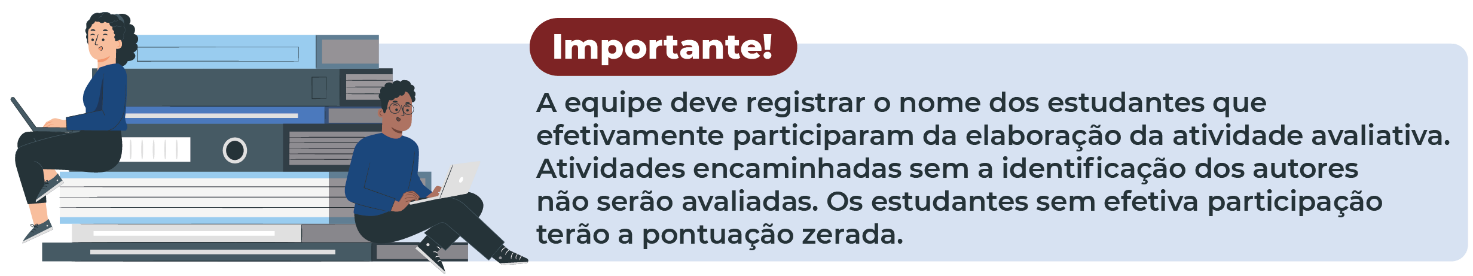 Importante!
A equipe deve registrar o nome dos estudantes que
efetivamente participaram da elaboração da atividade avaliativa.
Atividades encaminhadas sem a identificação dos autores
não serão avaliadas. Os estudantes sem efetiva participação
terão a pontuação zerada.